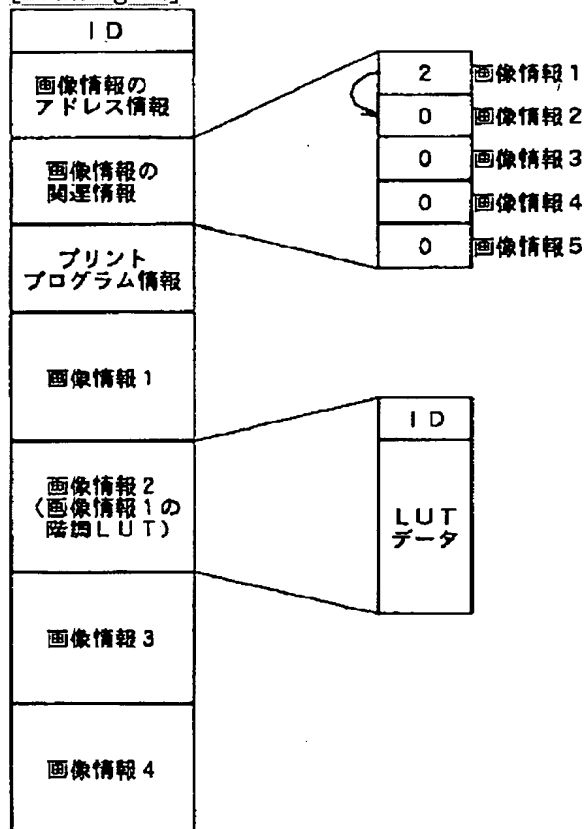 ID
画像情報の
アドレス情報
画像情報の
関連情報
プリント
プログラム情報
画像情報1
画像情報2
(画像情報1の
階調LUT)
画像情報3
画像情報4
2 画像情報1
0 画像情報2
0 画像情報3
0 画像情報4
0 画像情報5
ID
LUT
データ